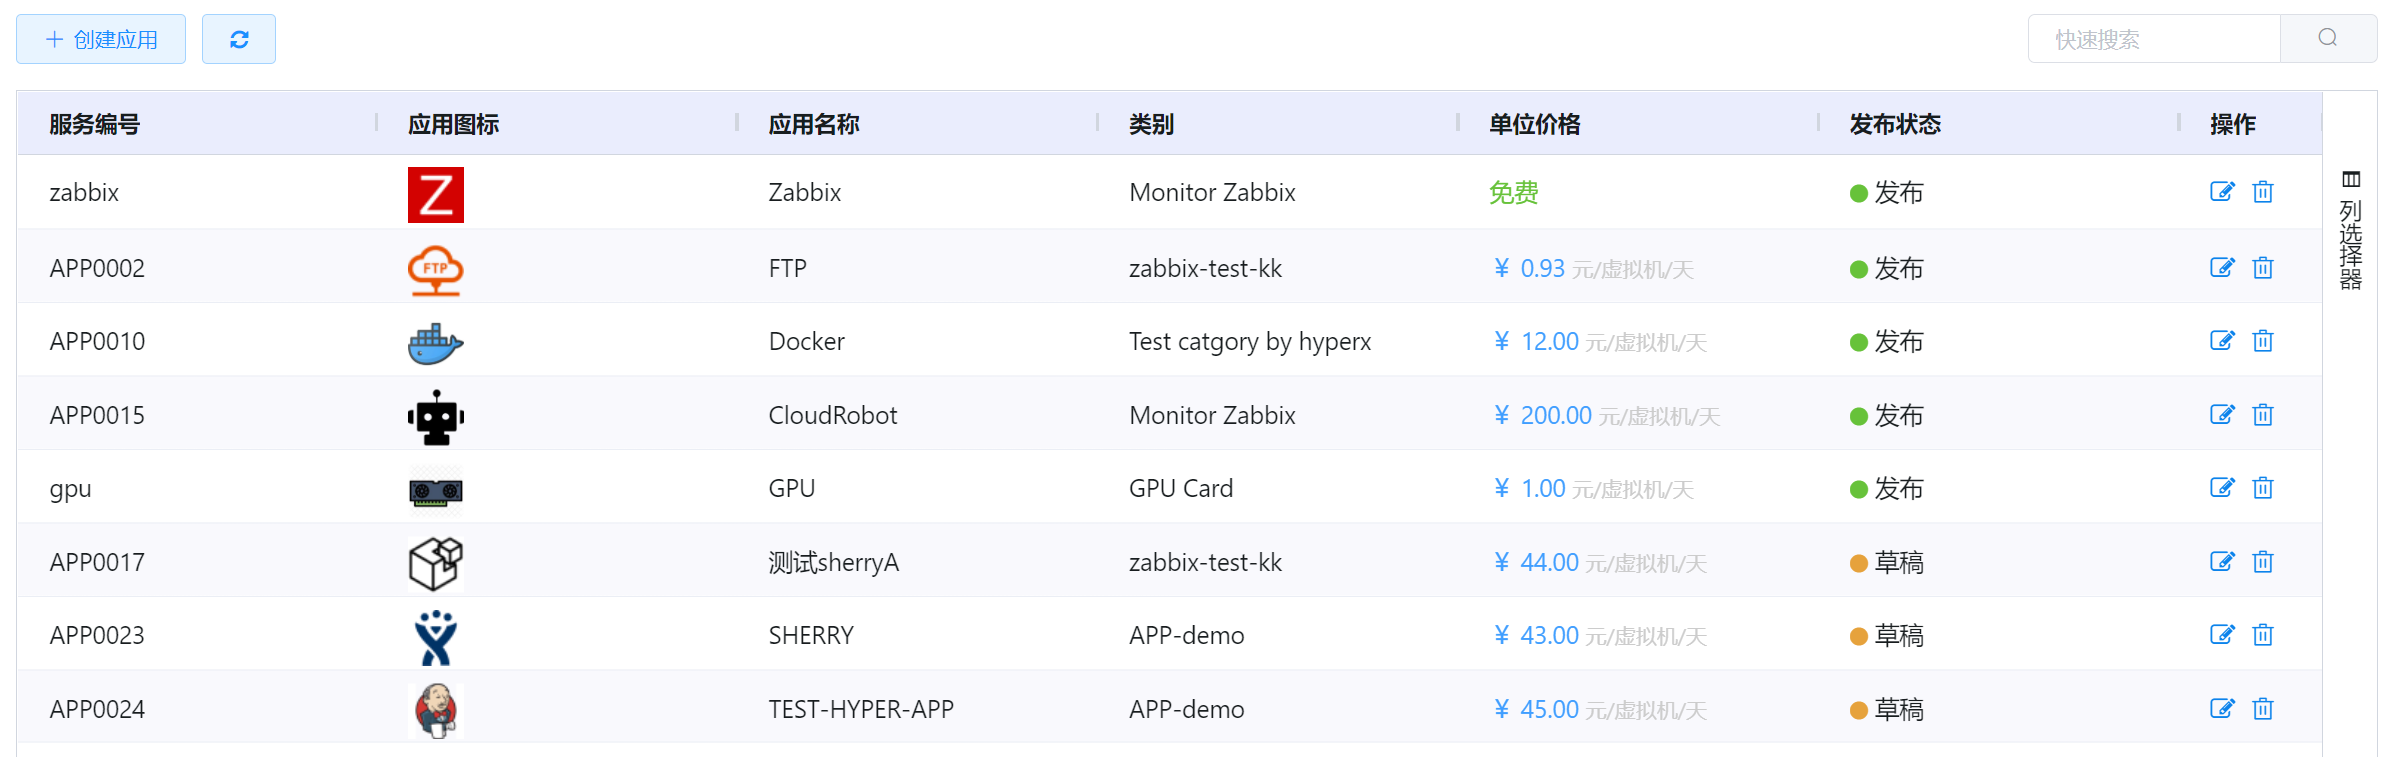 创建应用
快速搜索
服务编号 应用图标 应用名称 类别 单位价格 发布状态 操作
zabbix Z Zabbix Monitor Zabbix 免费 发布
APP0002 FTP FTP zabbix-test-kk ¥ 0.93 元/虚拟机/天 发布
APP0010 Docker Test catgory by hyperx ¥ 12.00 元/虚拟机/天 发布
APP0015 CloudRobot Monitor Zabbix ¥ 200.00 元/虚拟机/天 发布
gpu GPU GPU Card ¥ 1.00 元/虚拟机/天 发布
APP0017 测试sherryA zabbix-test-kk ¥ 44.00 元/虚拟机/天 草稿
APP0023 SHERRY APP-demo ¥ 43.00 元/虚拟机/天 草稿
APP0024 TEST-HYPER-APP APP-demo ¥ 45.00 元/虚拟机/天 草稿
列选择器